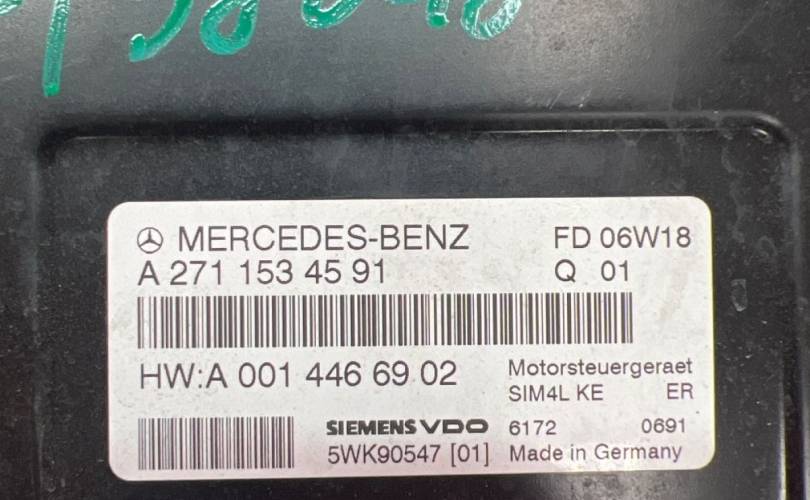 MERCEDES-BENZ FD 06W18
A 271 153 45 91 Q 01
HW:A 001 446 69 02 Motorsteuergeraet
SIM4L KE ER
SIEMENS VDO 6172 0691
5WK90547 [01] Made in Germany